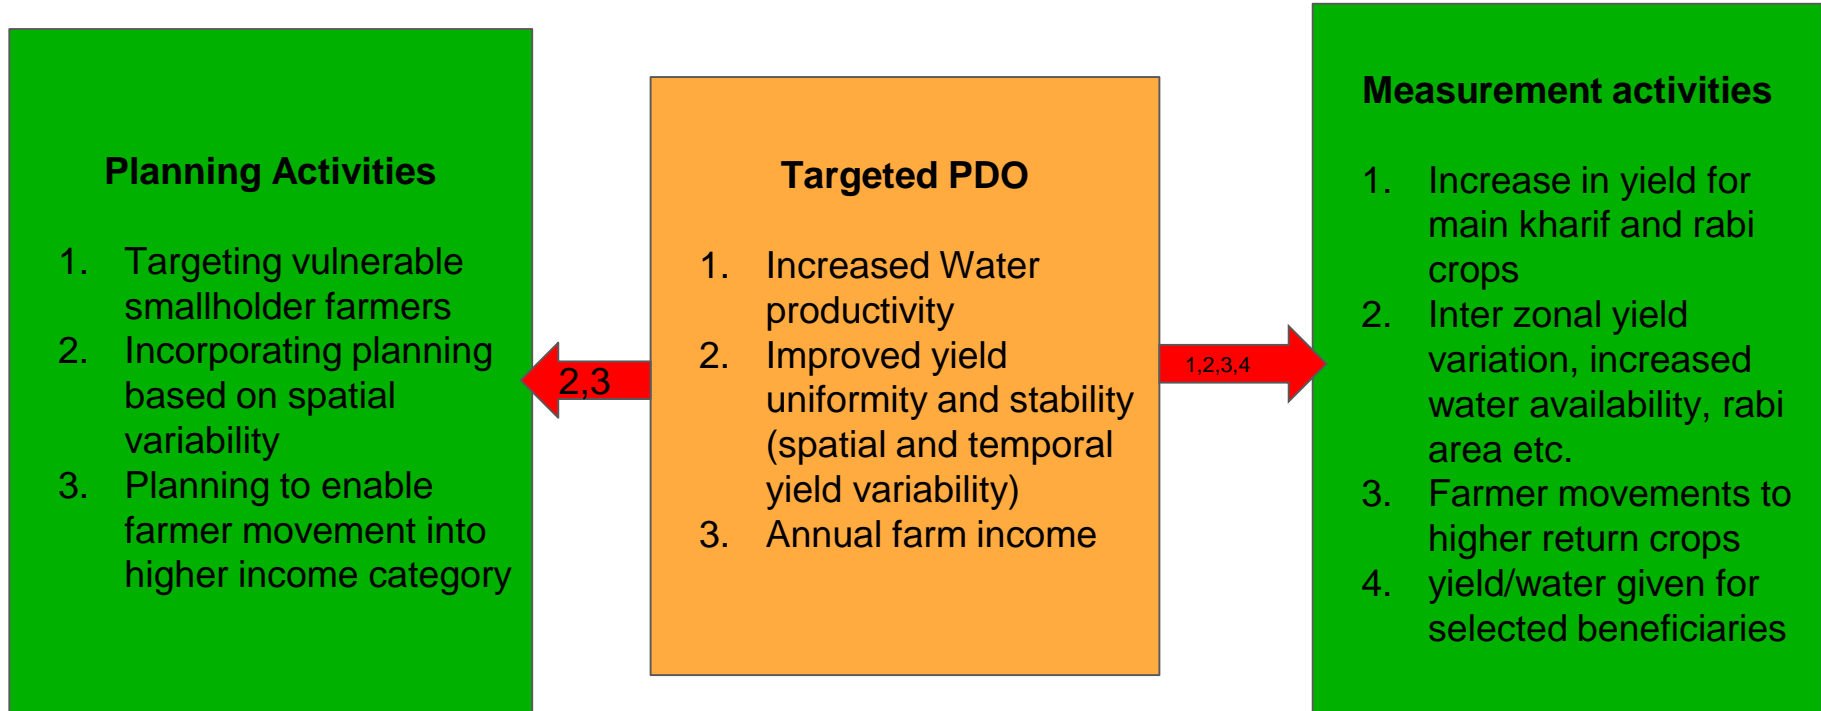 Planning Activities
1. Targeting vulnerable
smallholder farmers
2. Incorporating planning
based on spatial
variability
3. Planning to enable
farmer movement into
higher income category
2,3
Targeted PDO
1. Increased Water
productivity
2. Improved yield
uniformity and stability
(spatial and temporal
yield variability)
3. Annual farm income
1,2,3,4
Measurement activities
1. Increase in yield for
main kharif and rabi
crops
2. Inter zonal yield
variation, increased
water availability, rabi
area etc.
3. Farmer movements to
higher return crops
4. yield/water given for
selected beneficiaries